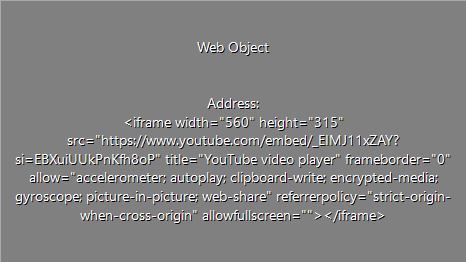 Web Object
Address:
<iframe width="560" height="315"
src="https://www.youtube.com/embed/_EIMJ11xZAY?
si=EBXuiUUkPnKfh8oP" title="YouTube video player" frameborder="0"
allow="accelerometer; autoplay; clipboard-write; encrypted-media;
gyroscope; picture-in-picture; web-share" referrerpolicy="strict-origin-
when-cross-origin" allowfullscreen=""></iframe>